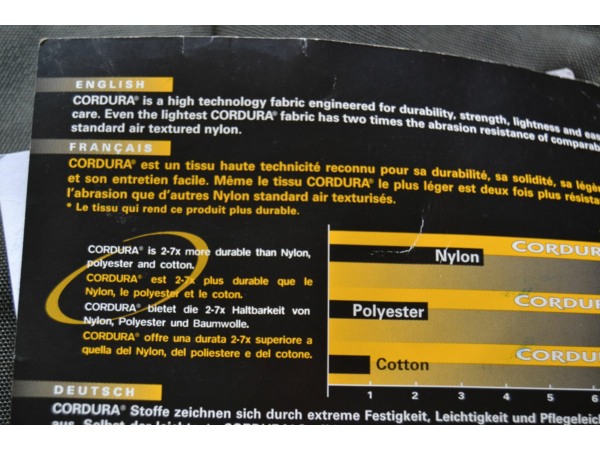 ENGLISH
CORDURA® is a high technology fabric engineered for durability, strength, lightness and
care. Even the lightest CORDURA® fabric has two times the abrasion resistance of
standard air textured nylon.
FRANÇAIS
CORDURA® est un tissu haute technicité reconnu pour sa durabilité, sa solidité, sa
et son entretien facile. Même le tissu CORDURA® le plus léger est deux fois plus
l'abrasion que d'autres Nylon standard air texturisés.
* Le tissu qui rend ce produit plus durable.
CORDURA® is 2-7x more durable than Nylon,
polyester and cotton.
CORDURA® est 2-7x plus durable que le
Nylon, le polyester et le coton.
CORDURA® bietet die 2-7x Haltbarkeit von
Nylon, Polyester und Baumwolle.
CORDURA® offre una durata 2-7x superiore a
quella del Nylon, del poliestere e del cotone.
CORDURA
Nylon
CORDURA
Polyester
CORDU
Cotton
1 2 3 4 5 6
DEUTSCH
CORDURA® Stoffe zeichnen sich durch extreme Festigkeit, Leichtigkeit und
aus. Selbst der